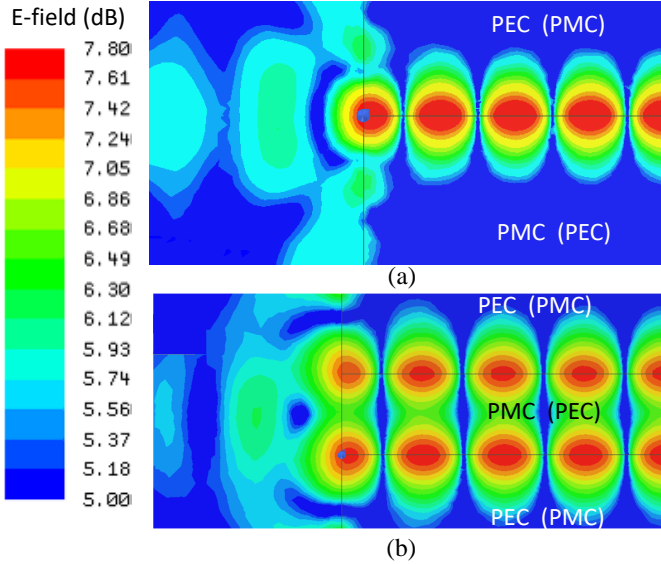 E-field (dB)
7.80
7.61
7.42
7.24
7.05
6.86
6.68
6.49
6.30
6.12
5.93
5.74
5.56
5.37
5.18
5.00
PEC (PMC)
PMC (PEC)
(a)
PEC (PMC)
PMC (PEC)
PEC (PMC)
(b)